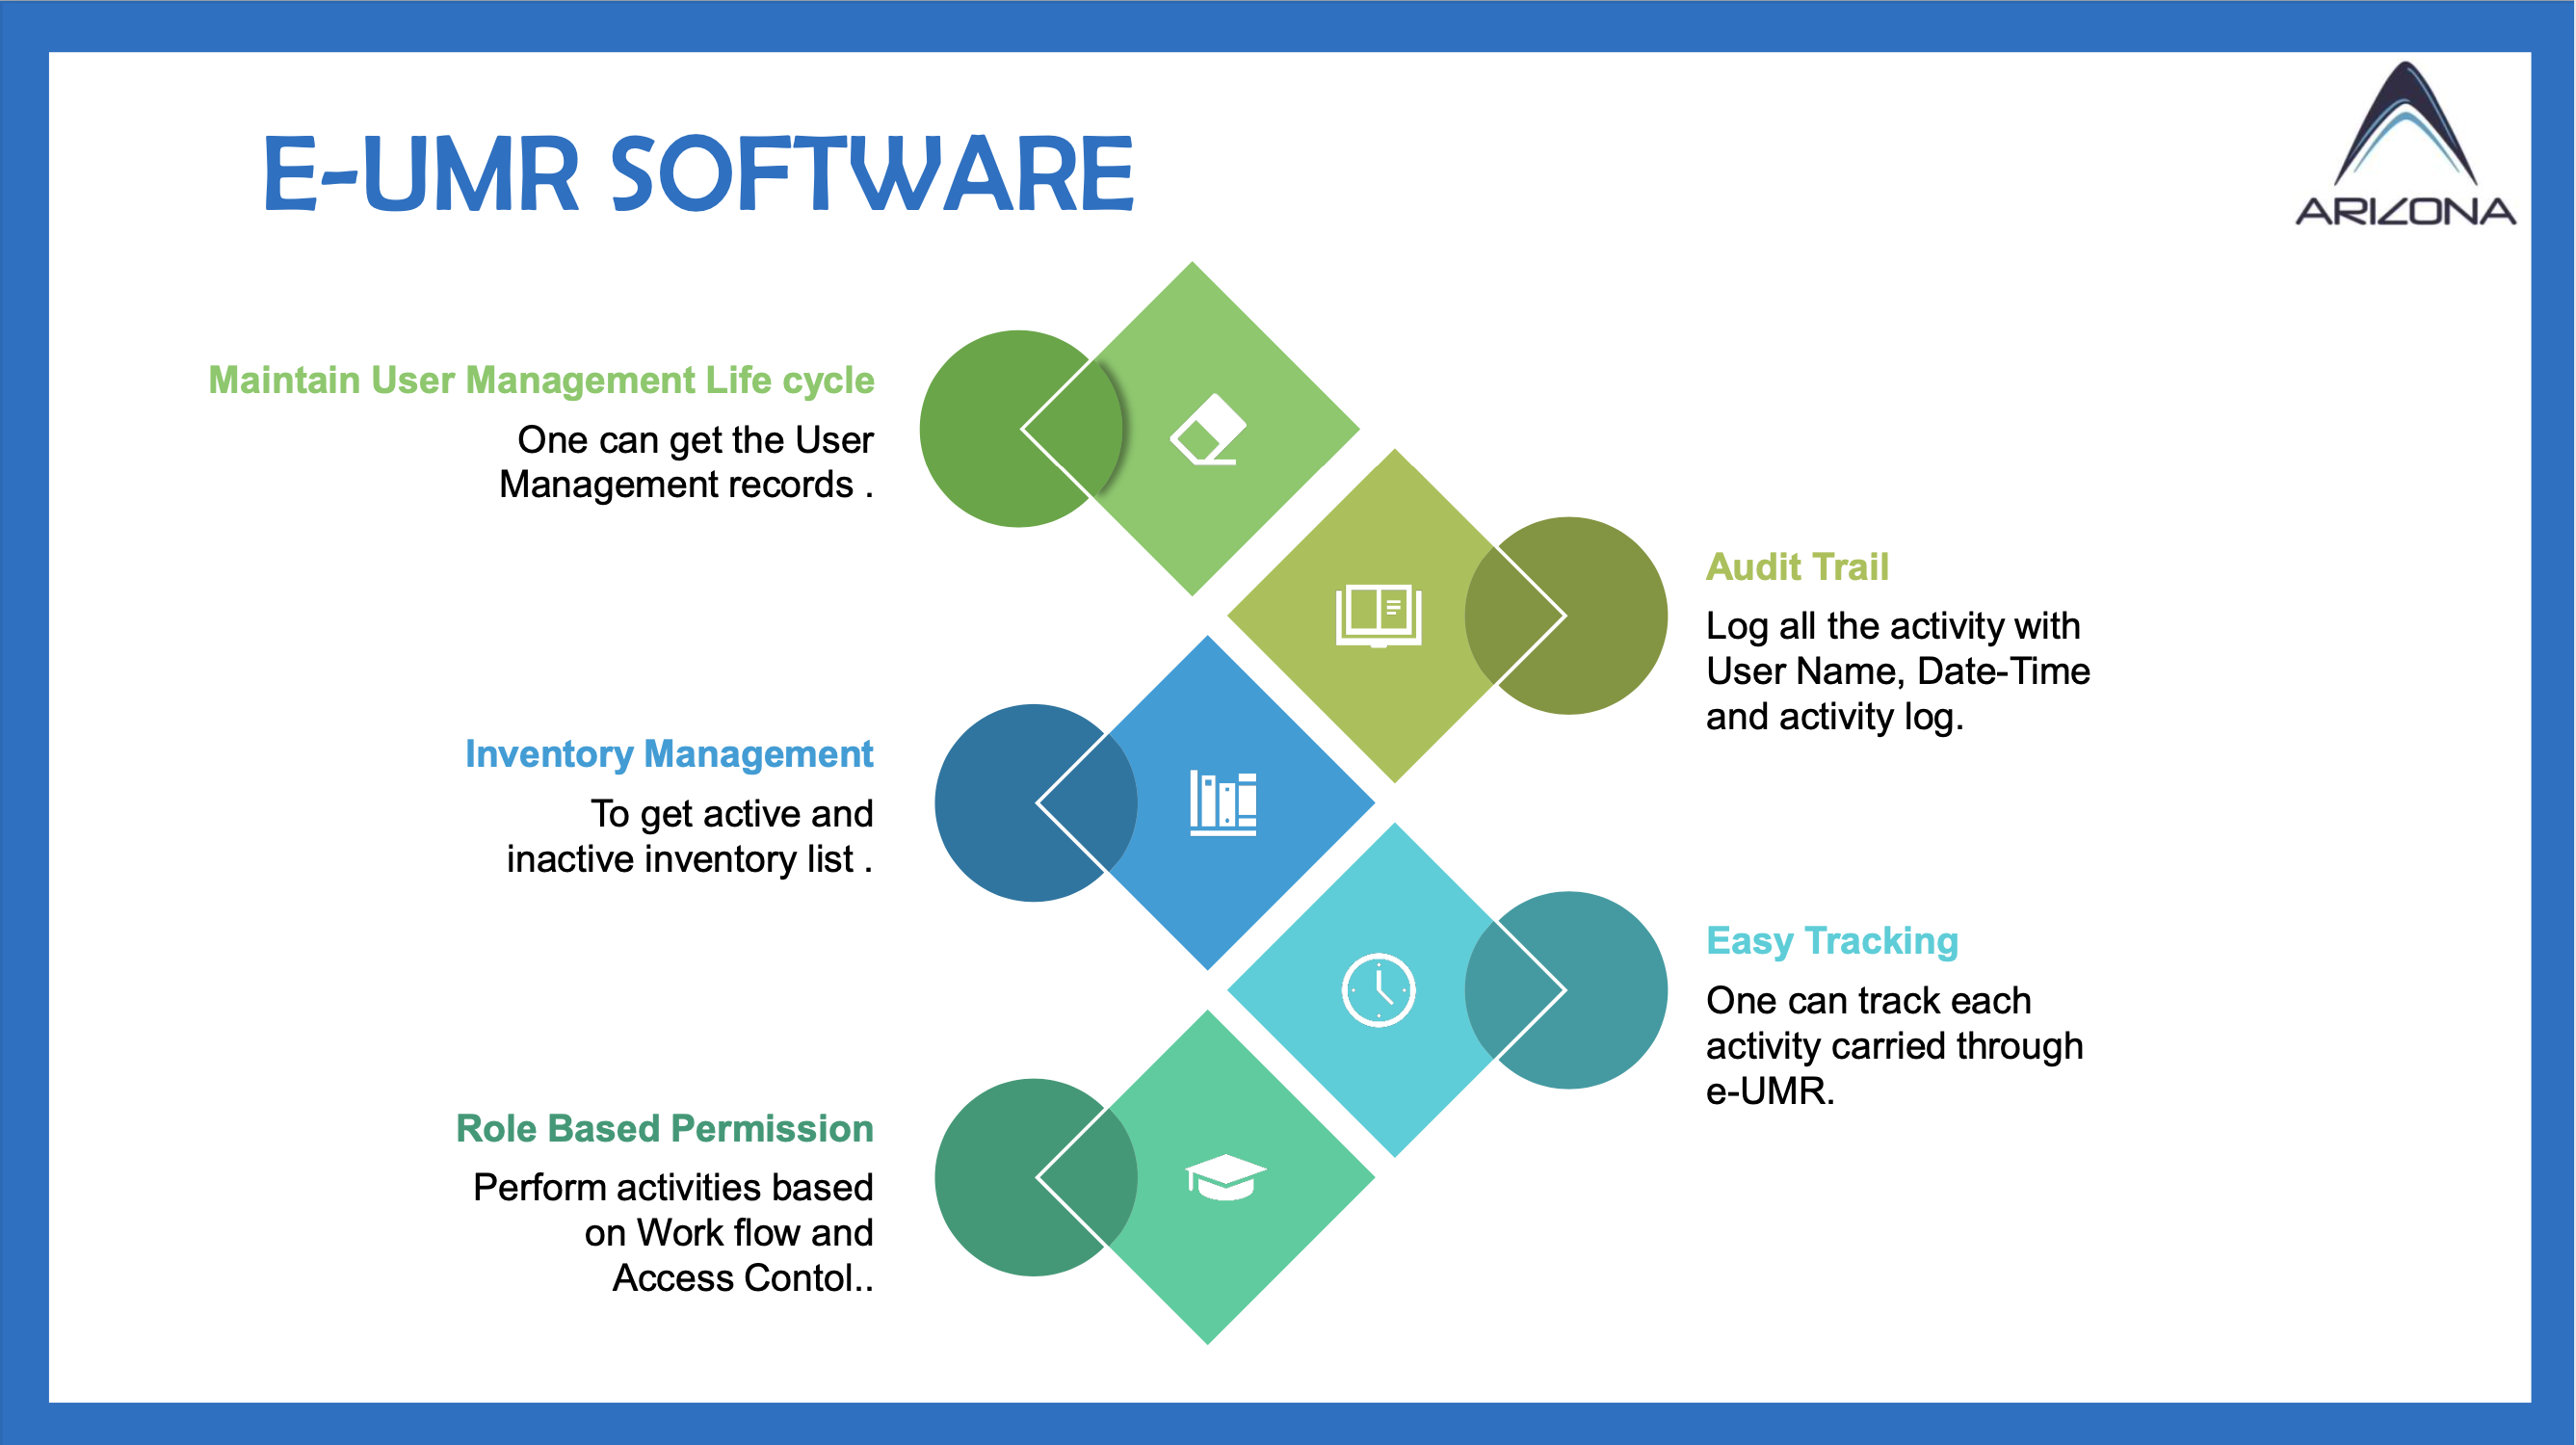 E-UMR SOFTWARE
ARIZONA
Maintain User Management Life cycle
One can get the User
Management records .
Audit Trail
Log all the activity with
User Name, Date-Time
and activity log.
Inventory Management
To get active and
inactive inventory list .
Easy Tracking
One can track each
activity carried through
e-UMR.
Role Based Permission
Perform activities based
on Work flow and
Access Contol..